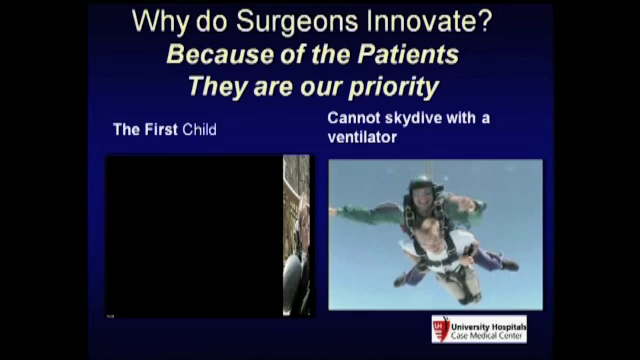 Why do Surgeons Innovate?
Because of the Patients
They are our priority
The First Child
Cannot skydive with a
ventilator
UH University Hospitals
Case Medical Center